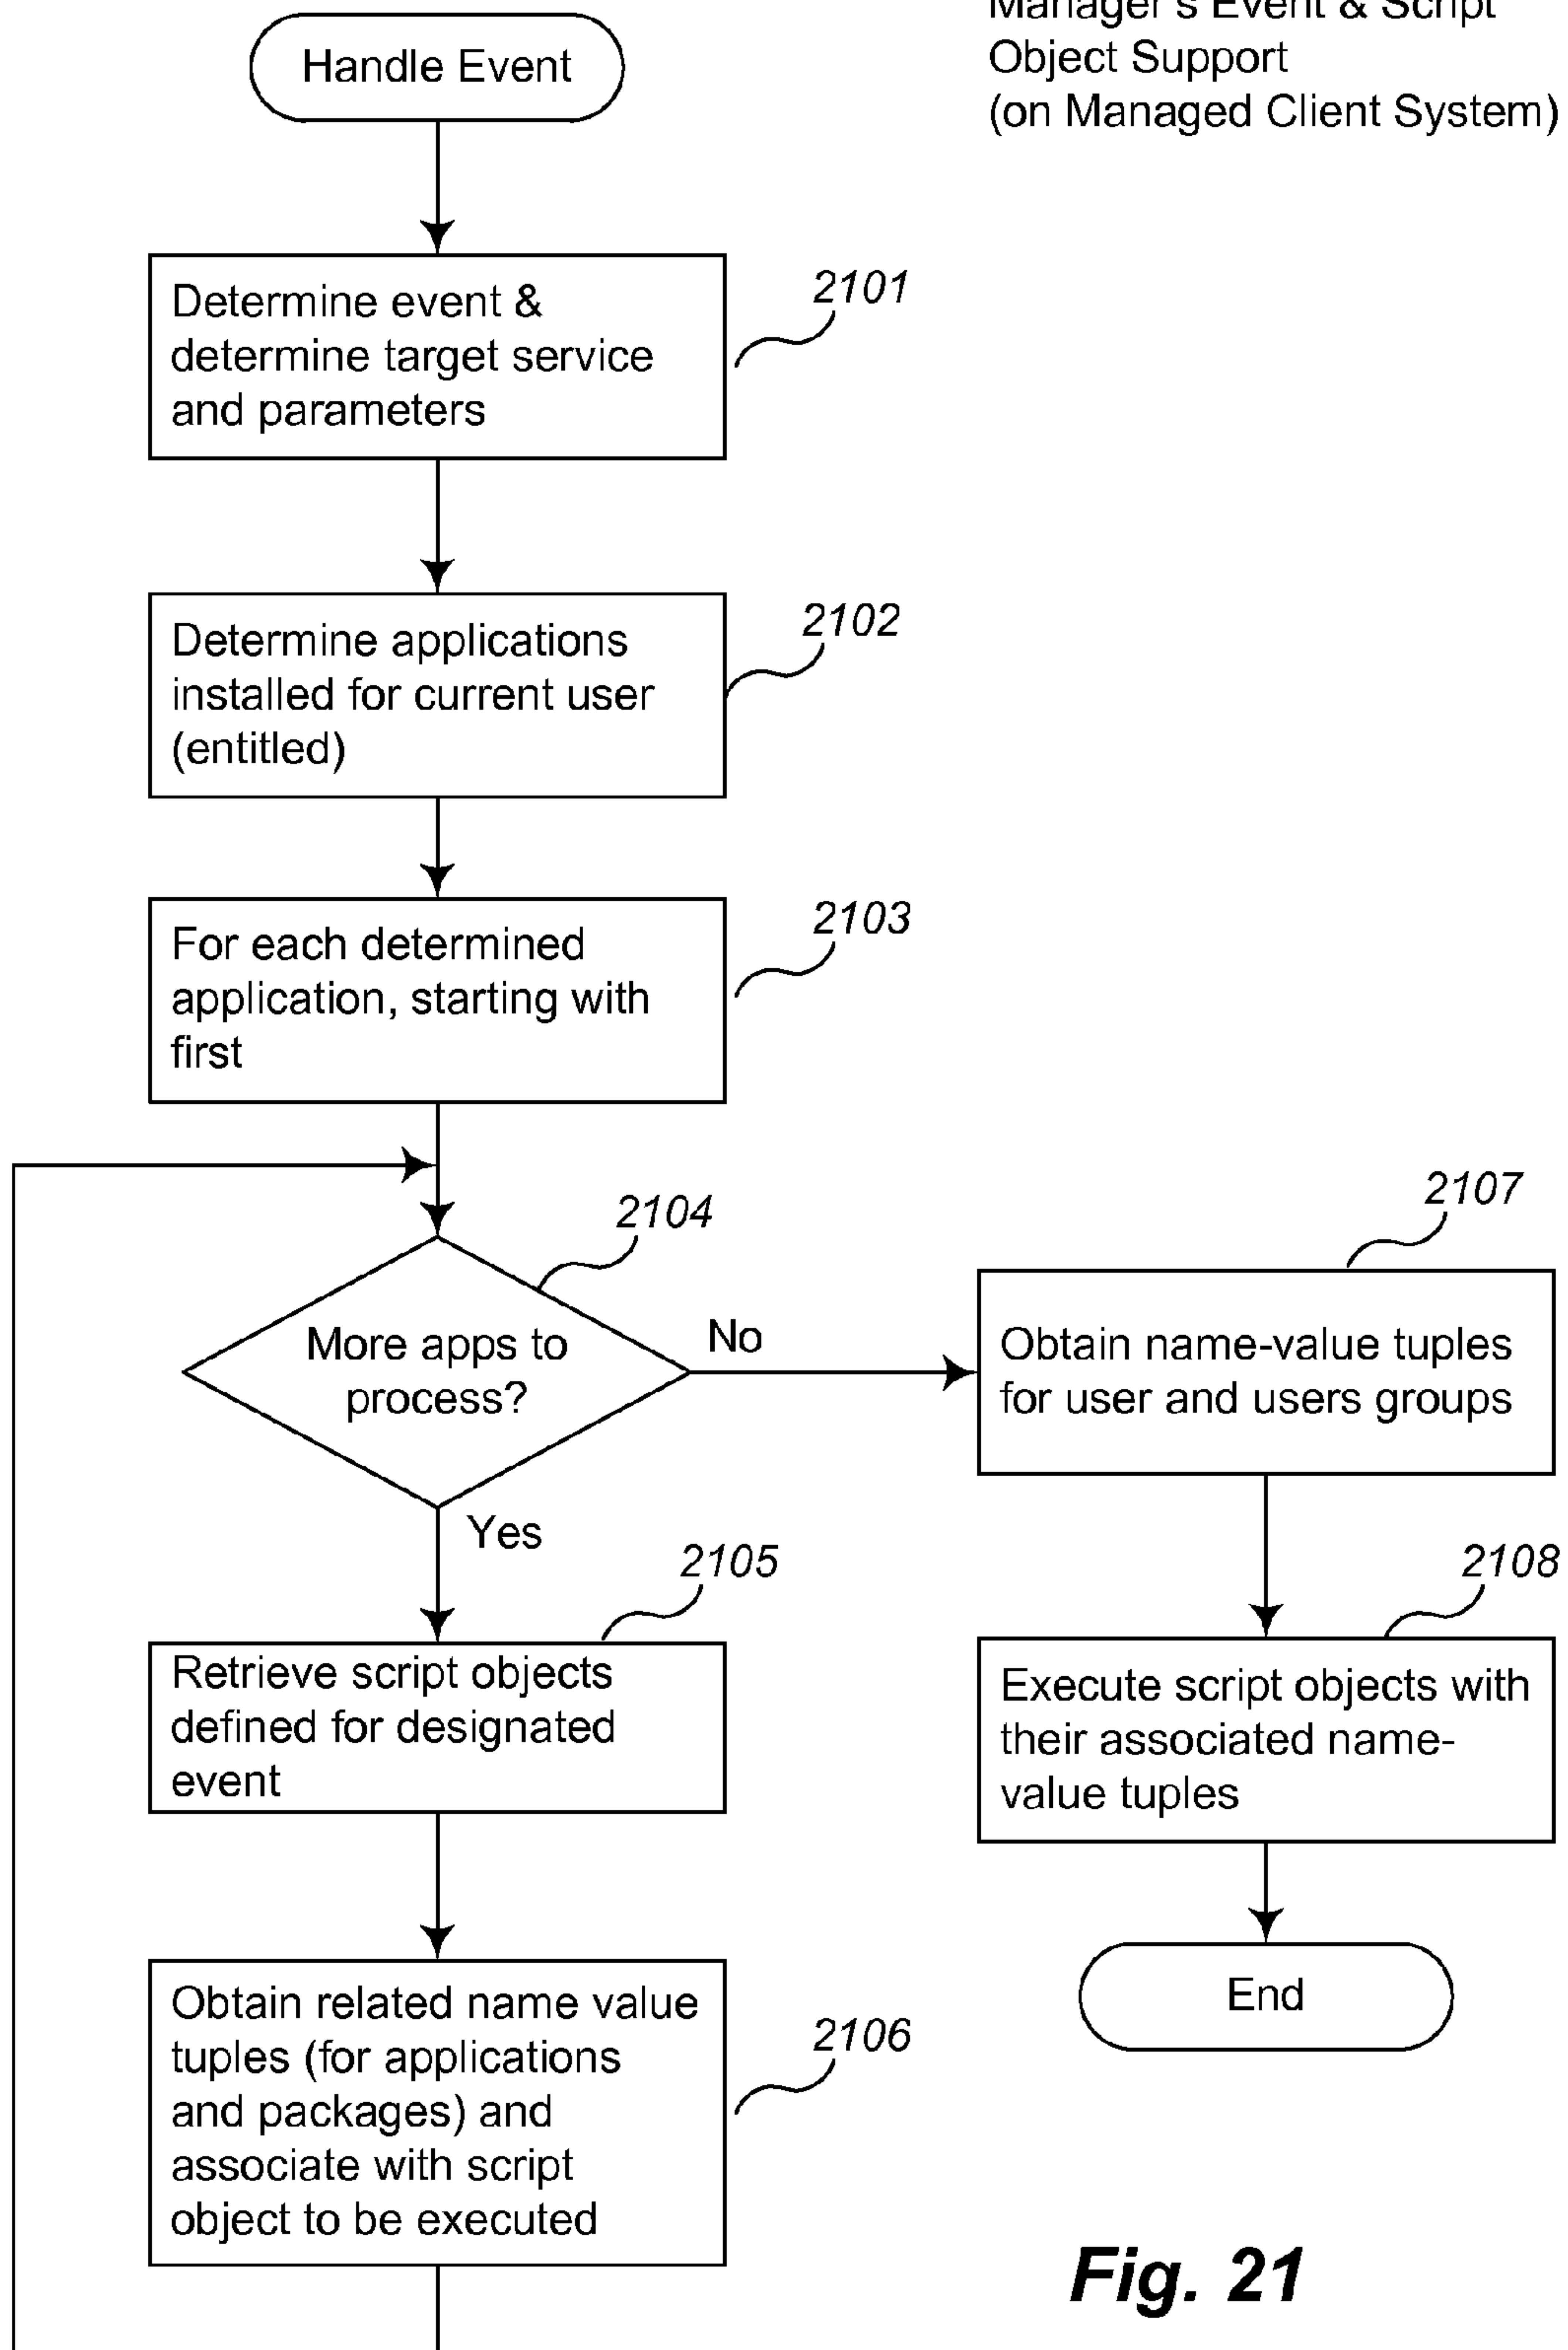 Manager's Event & Script
Object Support
(on Managed Client System)
Handle Event
2101
Determine event &
determine target service
and parameters
2102
Determine applications
installed for current user
(entitled)
2103
For each determined
application, starting with
first
2104
More apps to
process?
No
Yes
2105
Retrieve script objects
defined for designated
event
2106
Obtain related name value
tuples (for applications
and packages) and
associate with script
object to be executed
2107
Obtain name-value tuples
for user and users groups
2108
Execute script objects with
their associated name-
value tuples
End
Fig. 21